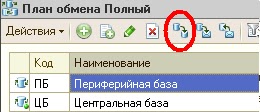 План обмена Полный
Действия
Код Наименование
ПБ Периферийная база
ЦБ Центральная база